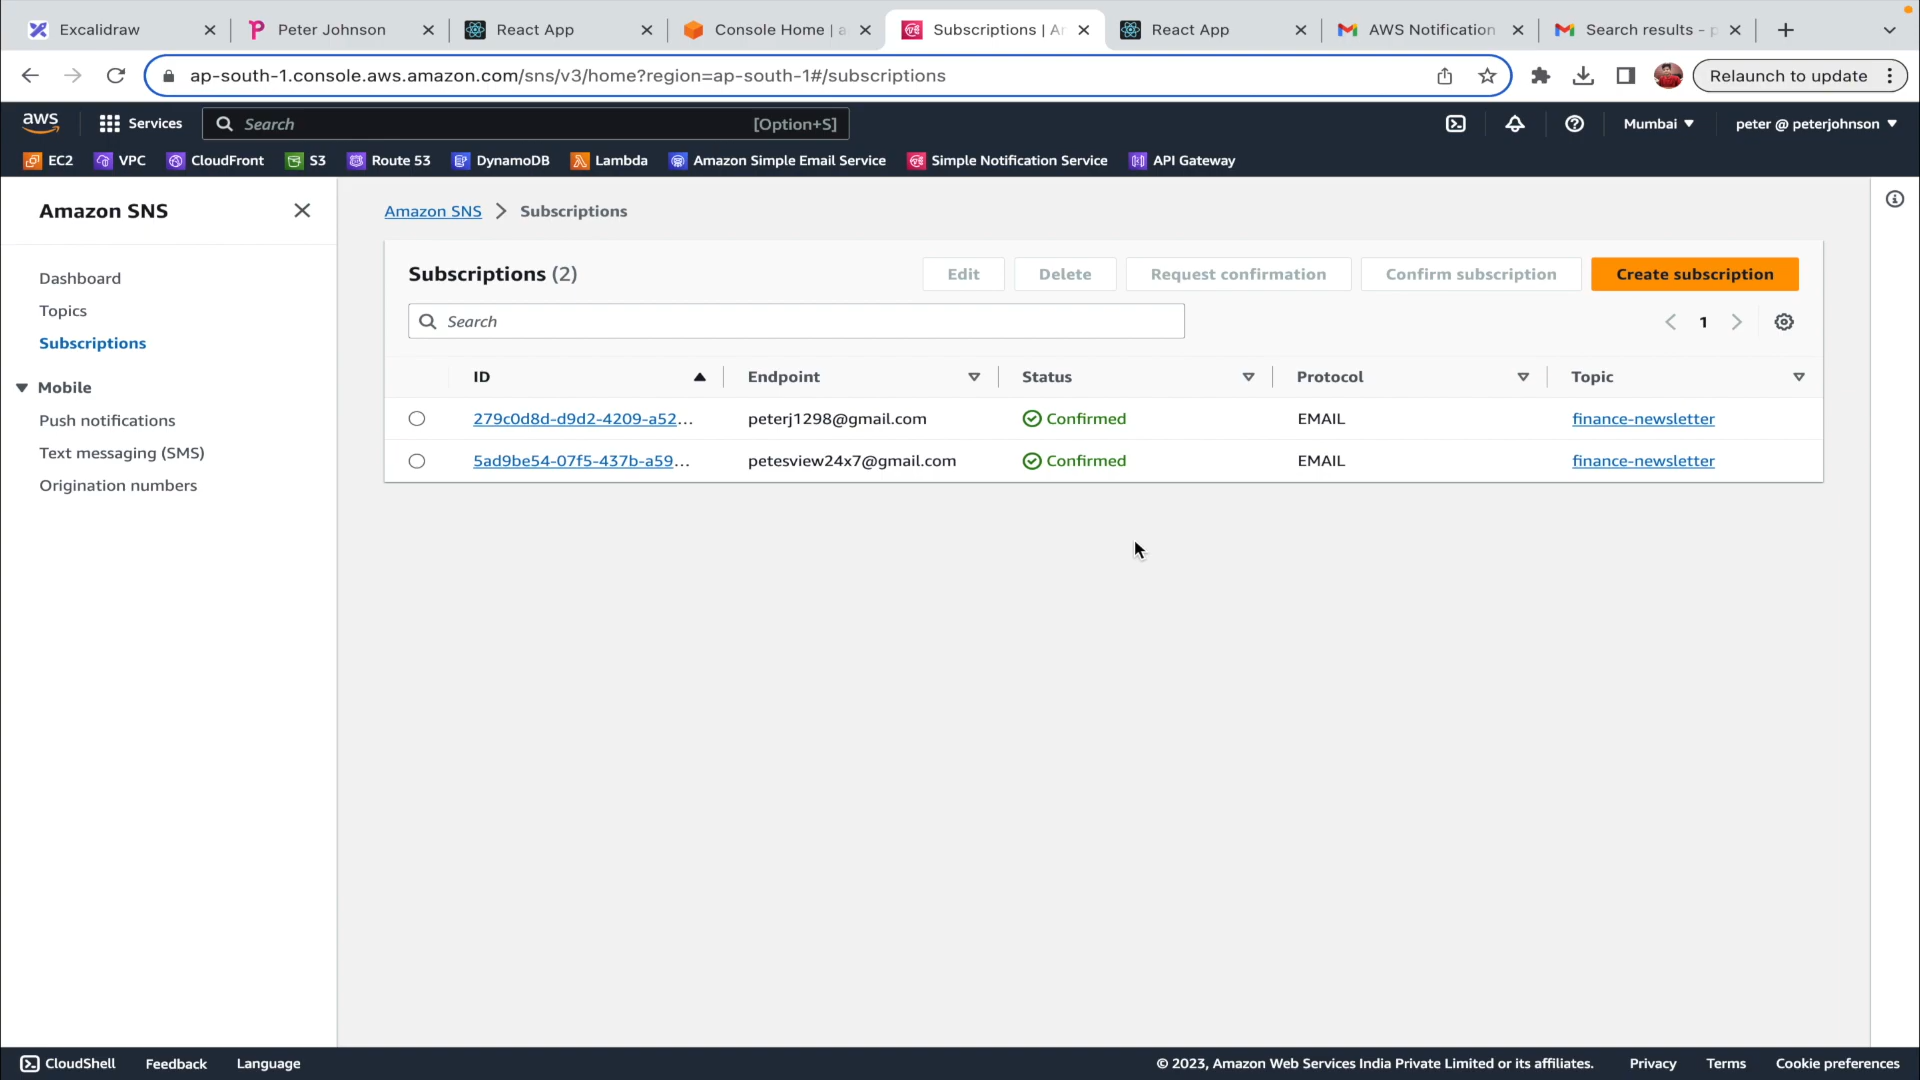 Excalidraw
Peter Johnson
React App
Console Home | a
Subscriptions | Ar
React App
AWS Notification
Search results - p
ap-south-1.console.aws.amazon.com/sns/v3/home?region=ap-south-1#/subscriptions
Relaunch to update
aws
Services
Search
[Option+S]
Mumbai
peter @ peterjohnson
EC2
VPC
CloudFront
S3
Route 53
DynamoDB
Lambda
Amazon Simple Email Service
Simple Notification Service
API Gateway
Amazon SNS
Dashboard
Topics
Subscriptions
Mobile
Push notifications
Text messaging (SMS)
Origination numbers
Amazon SNS > Subscriptions
Subscriptions (2)
Edit
Delete
Request confirmation
Confirm subscription
Create subscription
Search
1
ID
Endpoint
Status
Protocol
Topic
279c0d8d-d9d2-4209-a52...
peterj1298@gmail.com
Confirmed
EMAIL
finance-newsletter
5ad9be54-07f5-437b-a59...
petesview24x7@gmail.com
Confirmed
EMAIL
finance-newsletter
CloudShell
Feedback
Language
© 2023, Amazon Web Services India Private Limited or its affiliates.
Privacy
Terms
Cookie preferences